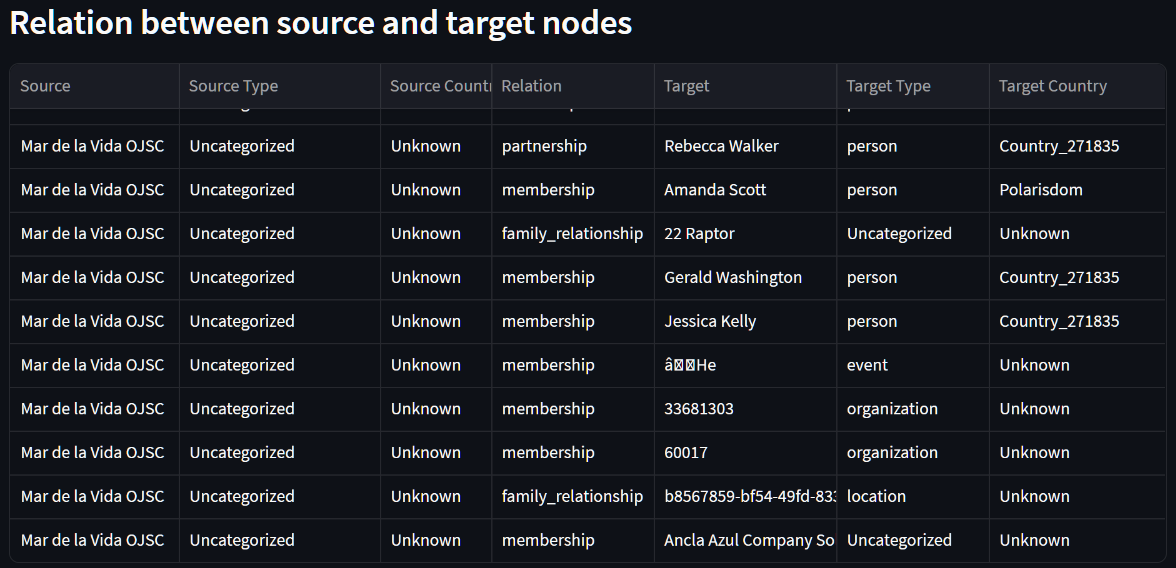 Relation between source and target nodes
Source Source Type Source Countr Relation Target Target Type Target Country
Mar de la Vida OJSC Uncategorized Unknown partnership Rebecca Walker person Country_271835
Mar de la Vida OJSC Uncategorized Unknown membership Amanda Scott person Polarisdom
Mar de la Vida OJSC Uncategorized Unknown family_relationship 22 Raptor Uncategorized Unknown
Mar de la Vida OJSC Uncategorized Unknown membership Gerald Washington person Country_271835
Mar de la Vida OJSC Uncategorized Unknown membership Jessica Kelly person Country_271835
Mar de la Vida OJSC Uncategorized Unknown membership âHe event Unknown
Mar de la Vida OJSC Uncategorized Unknown membership 33681303 organization Unknown
Mar de la Vida OJSC Uncategorized Unknown membership 60017 organization Unknown
Mar de la Vida OJSC Uncategorized Unknown family_relationship b8567859-bf54-49fd-833 location Unknown
Mar de la Vida OJSC Uncategorized Unknown membership Ancla Azul Company So Uncategorized Unknown